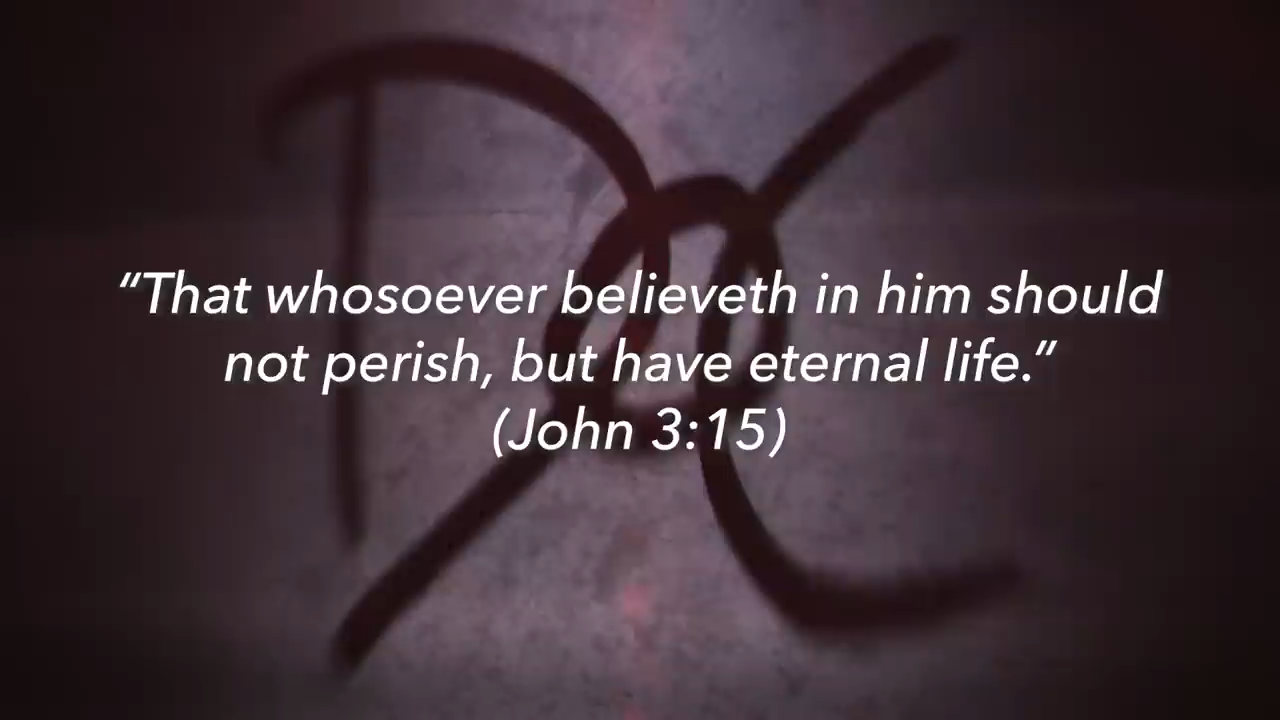 “That whosoever believeth in him should
not perish, but have eternal life.”
(John 3:15)